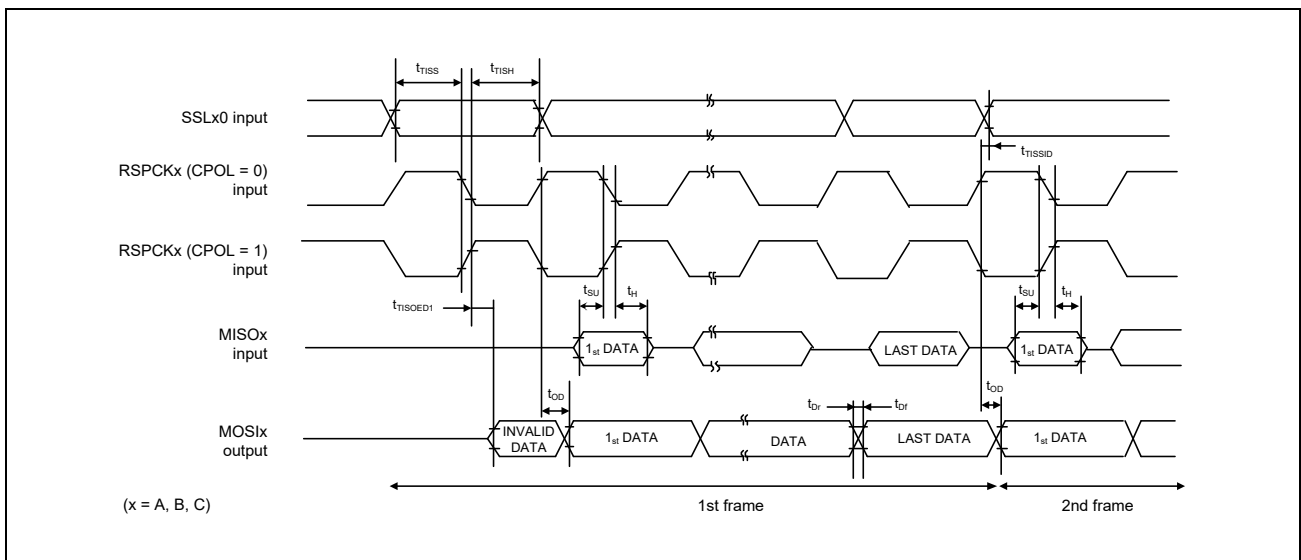 tTISS
tTISH
SSLx0 input
tTISSID
RSPCKx (CPOL = 0)
input
RSPCKx (CPOL = 1)
input
tSU
tH
tSU
tH
tTISOED1
MISOx
input
1st DATA
LAST DATA
1st DATA
tOD
tDr
tDf
tOD
MOSIx
output
INVALID
DATA
1st DATA
DATA
LAST DATA
1st DATA
(x = A, B, C)
1st frame
2nd frame